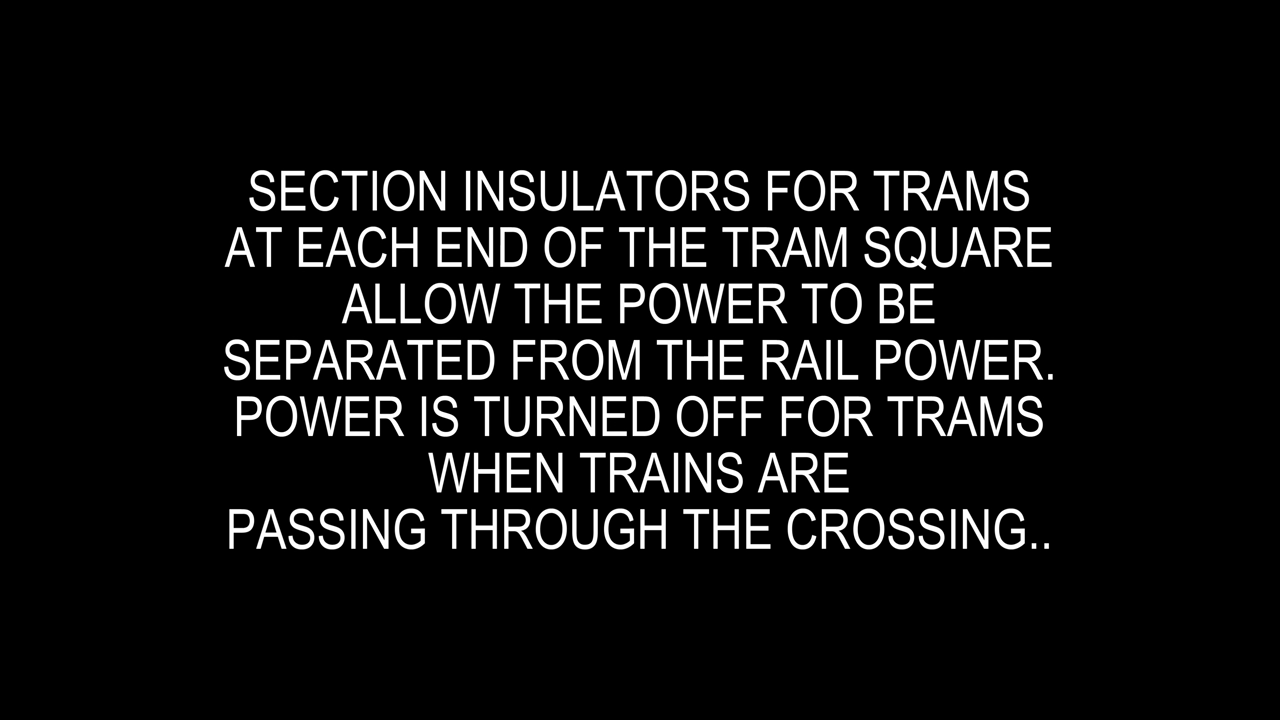 SECTION INSULATORS FOR TRAMS
AT EACH END OF THE TRAM SQUARE
ALLOW THE POWER TO BE
SEPARATED FROM THE RAIL POWER.
POWER IS TURNED OFF FOR TRAMS
WHEN TRAINS ARE
PASSING THROUGH THE CROSSING..